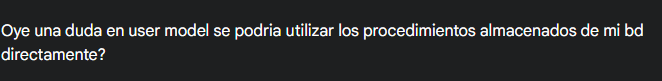 Oye una duda en user model se podria utilizar los procedimientos almacenados de mi bd
directamente?